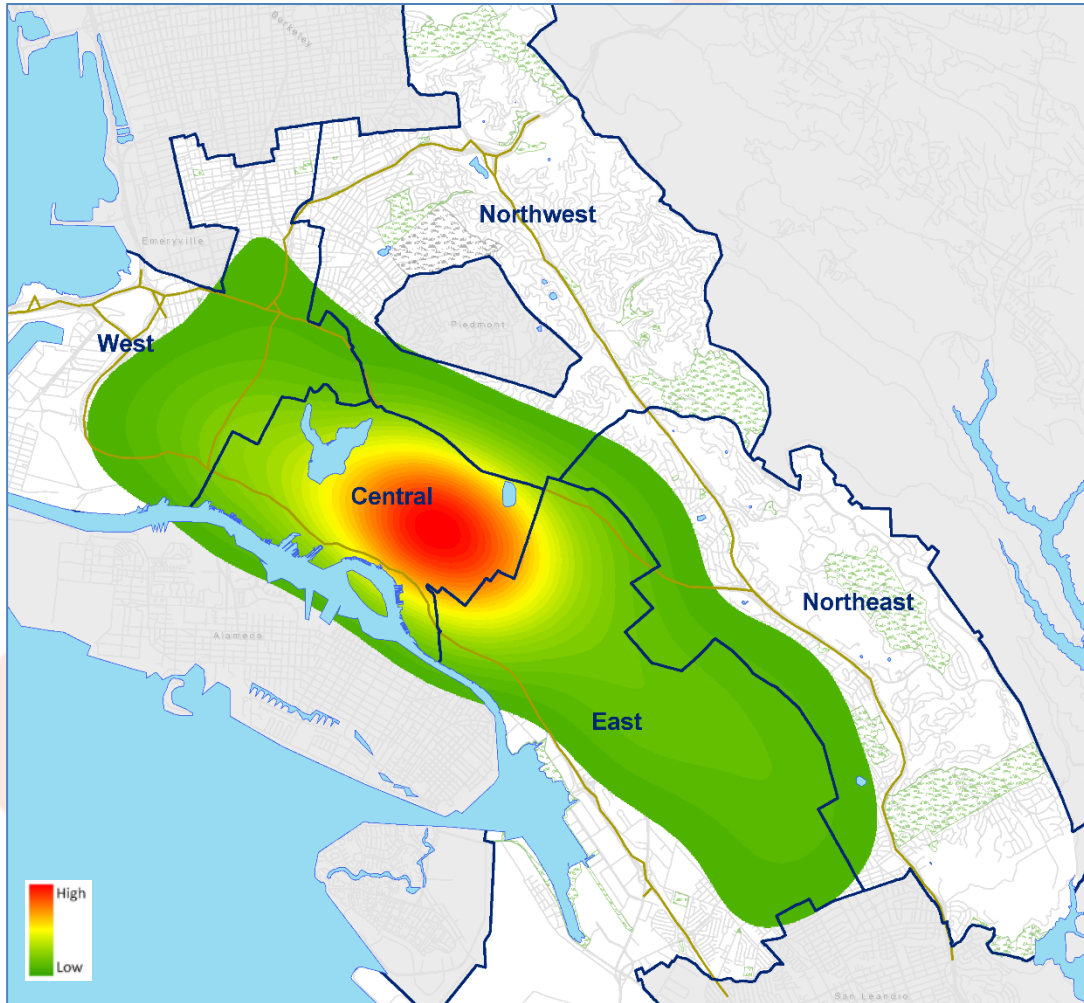 Berkeley
Northwest
Emeryville
Piedmont
West
Central
Northeast
Alameda
East
High
Low
San Leandro